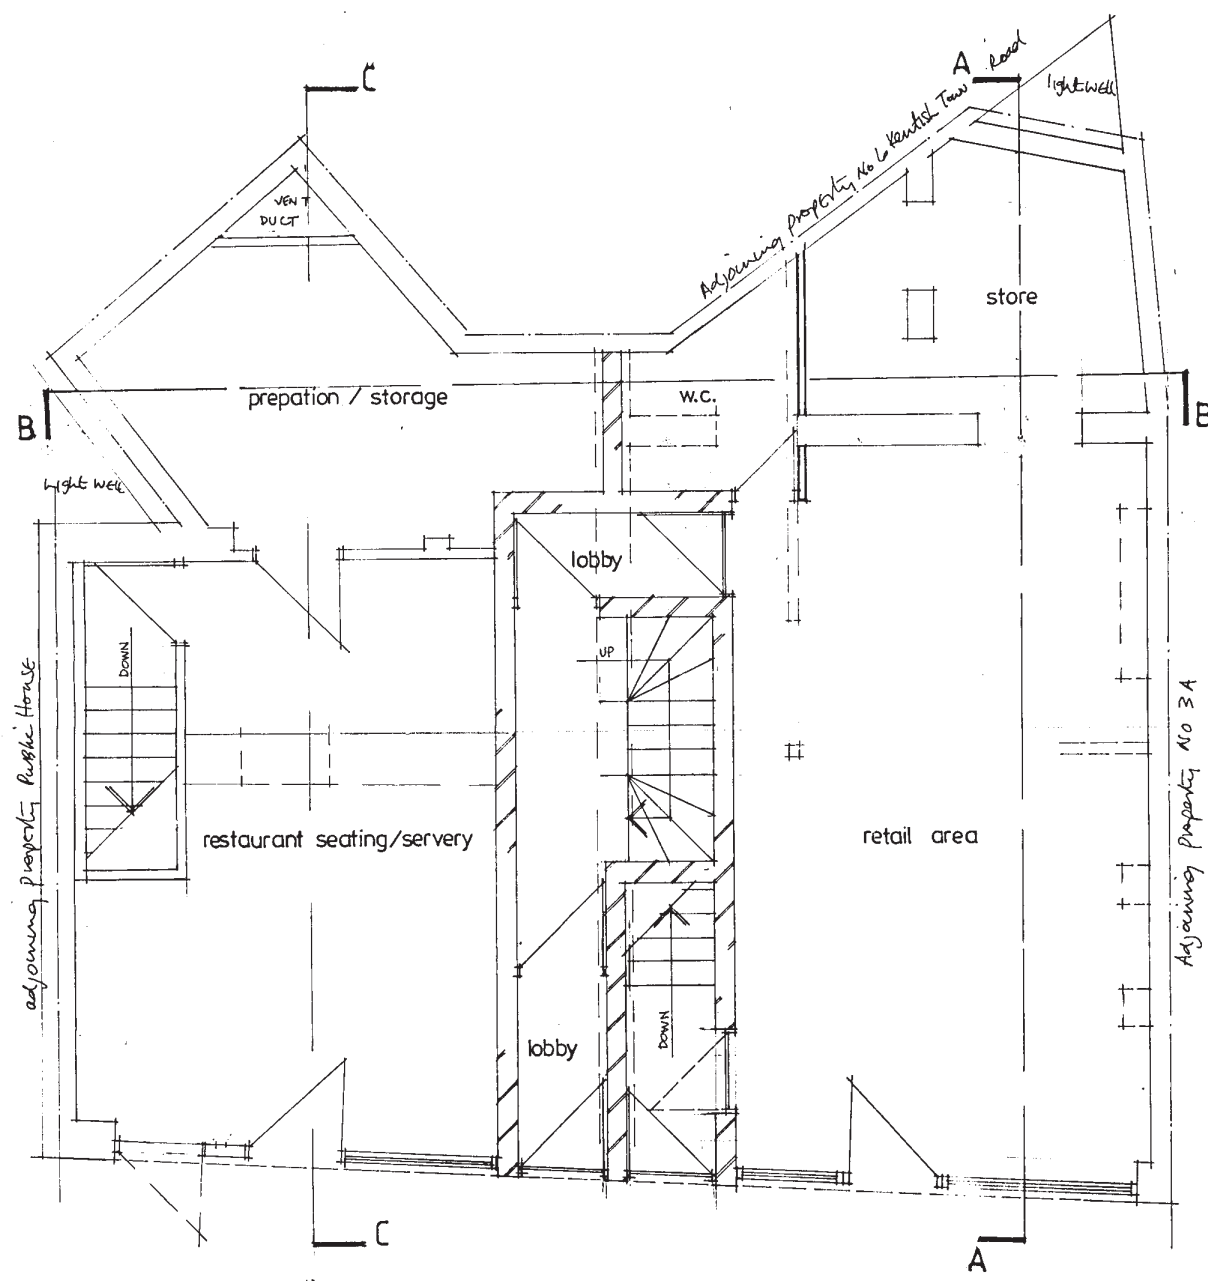 C
A
Adjoining Property No 6 Kentish Town Road
light well
VENT
DUCT
store
prepation / storage
W.C.
B
B
Light Well
lobby
DOWN
UP
adjoining property Public House
Adjoining Property No 3A
restaurant seating/servery
retail area
DOWN
lobby
C
A